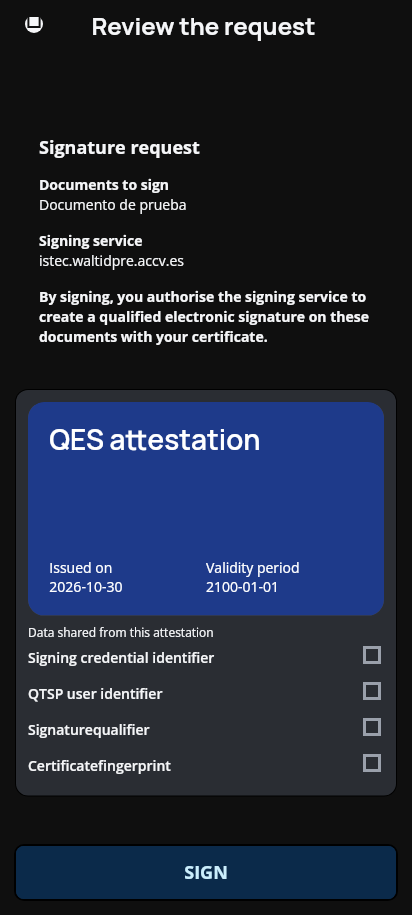 Review the request
Signature request
Documents to sign
Documento de prueba
Signing service
istec.waltidpre.accv.es
By signing, you authorise the signing service to
create a qualified electronic signature on these
documents with your certificate.
QES attestation
Issued on
Validity period
2026-10-30
2100-01-01
Data shared from this attestation
Signing credential identifier
QTSP user identifier
Signaturequalifier
Certificatefingerprint
SIGN